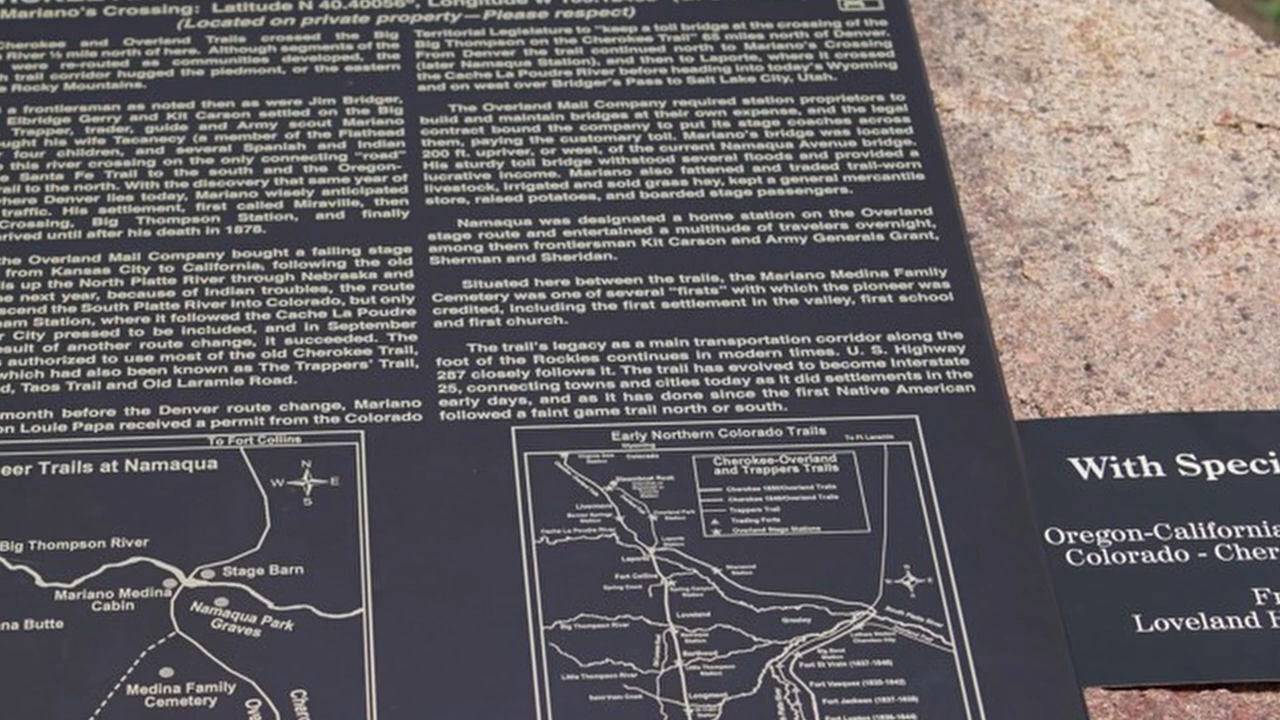 Mariano's Crossing: Latitude N 40.40056°, Longitude W
(Located on private property—Please respect)
Cherokee and Overland Trails crossed the Big
River ½ mile north of here. Although segments of the
were re-routed as communities developed, the
trail corridor hugged the piedmont, or the eastern
Rocky Mountains.
a frontiersman as noted then as were Jim Bridger,
Elbridge Gerry and Kit Carson settled on the Big
Trapper, trader, guide and Army scout Mariano
his wife Tacanecy (a member of the Flathead
four children, and several Spanish and Indian
this river crossing on the only connecting "road"
Santa Fe Trail to the south and the Oregon-
to the north. With the discovery that same year of
where Denver lies today, Mariano wisely anticipated
traffic. His settlement, first called Miraville, then
Crossing, Big Thompson Station, and finally
until after his death in 1878.
the Overland Mail Company bought a failing stage
from Kansas City to California, following the old
up the North Platte River through Nebraska and
next year, because of Indian troubles, the route
the South Platte River into Colorado, but only
Station, where it followed the Cache La Poudre
City pressed to be included, and in September
of another route change, it succeeded. The
authorized to use most of the old Cherokee Trail,
which had also been known as The Trappers' Trail,
Taos Trail and Old Laramie Road.
month before the Denver route change, Mariano
Louie Papa received a permit from the Colorado
Territorial Legislature to "keep a toll bridge at the crossing of the
Big Thompson on the Cherokee Trail" 65 miles north of Denver.
From Denver the trail continued north to Mariano's Crossing
(later Namaqua Station), and then to Laporte, where it crossed
the Cache La Poudre River before heading into today's Wyoming
and on west over Bridger's Pass to Salt Lake City, Utah.
The Overland Mail Company required station proprietors to
build and maintain bridges at their own expense, and the legal
contract bound the company to put the stage coaches across
them, paying the customary toll. Mariano's bridge was located
200 ft. upriver, or west, of the current Namaqua Avenue bridge.
His sturdy toll bridge withstood several floods and provided a
lucrative income. Mariano also fattened and traded trail-worn
livestock, irrigated and sold grass hay, kept a general mercantile
store, raised potatoes, and boarded stage passengers.
Namaqua was designated a home station on the Overland
stage route and entertained a multitude of travelers overnight,
among them frontiersman Kit Carson and Army Generals Grant,
Sherman and Sheridan.
Situated here between the trails, the Mariano Medina Family
Cemetery was one of several "firsts" with which the pioneer was
credited, including the first settlement in the valley, first school
and first church.
The trail's legacy as a main transportation corridor along the
foot of the Rockies continues in modern times. U. S. Highway
287 closely follows it. The trail has evolved to become Interstate
25, connecting towns and cities today as it did settlements in the
early days, and as it has done since the first Native American
followed a faint game trail north or south.
To Fort Collins
Trails at Namaqua
N
W E
S
Big Thompson River
Stage Barn
Mariano Medina
Cabin
Namaqua Park
Graves
Butte
Medina Family
Cemetery
Early Northern Colorado Trails
Wyoming
Colorado
To Ft Laramie
Cherokee-Overland
and Trappers Trails
Trappers Trail
Trading Forts
Overland Stage Stations
Livermore
Cache La Poudre River
Laporte
Fort Collins
Loveland
Greeley
Big Thompson River
Little Thompson River
Berthoud
Longmont
South Platte River
Fort St Vrain (1837-1846)
Fort Vasquez (1835-1842)
Fort Jackson (1837-1838)
With Speci
Oregon-California
Colorado - Cher
Loveland